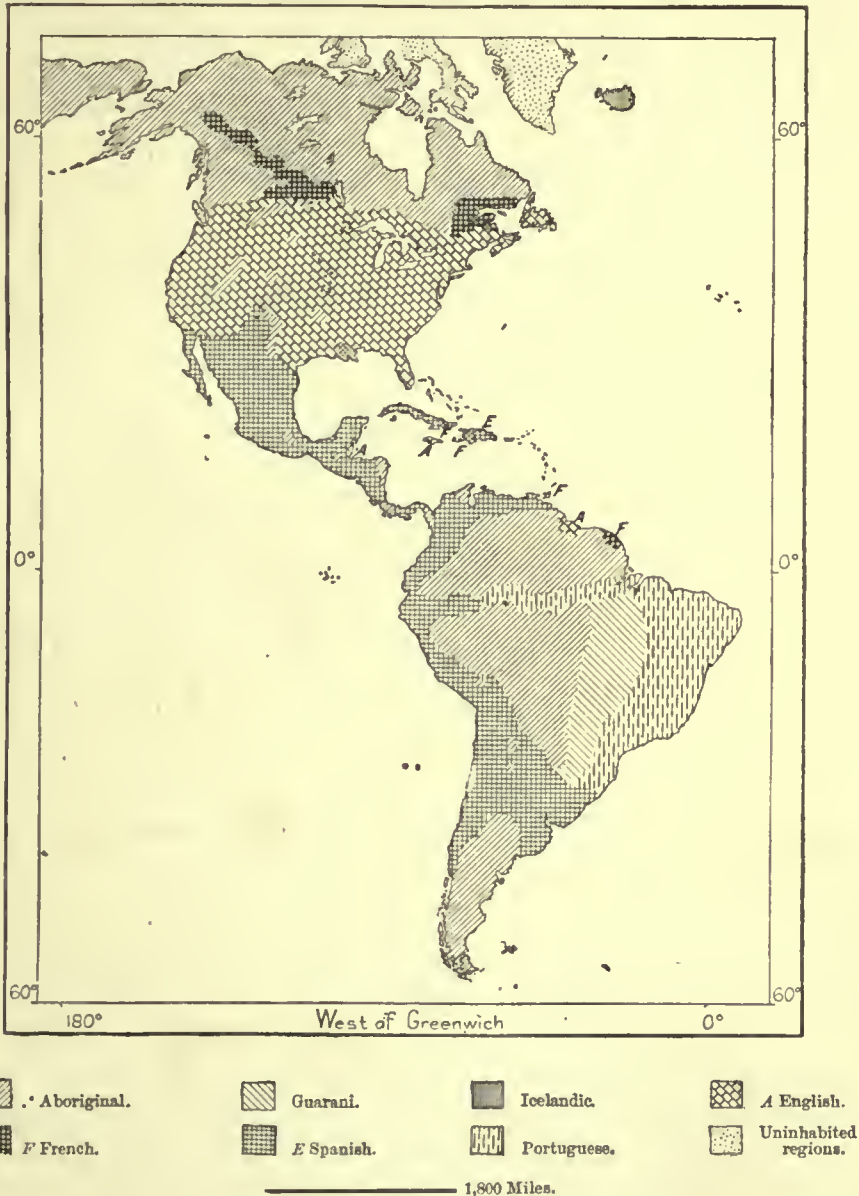 60°
60°
E
A
F
A
F
F
A
F
0°
0°
60°
60°
180°
West of Greenwich
0°
Aboriginal.
Guarani.
Icelandic.
A English.
F French.
E Spanish.
Portuguese.
Uninhabited
regions.
1,800 Miles.